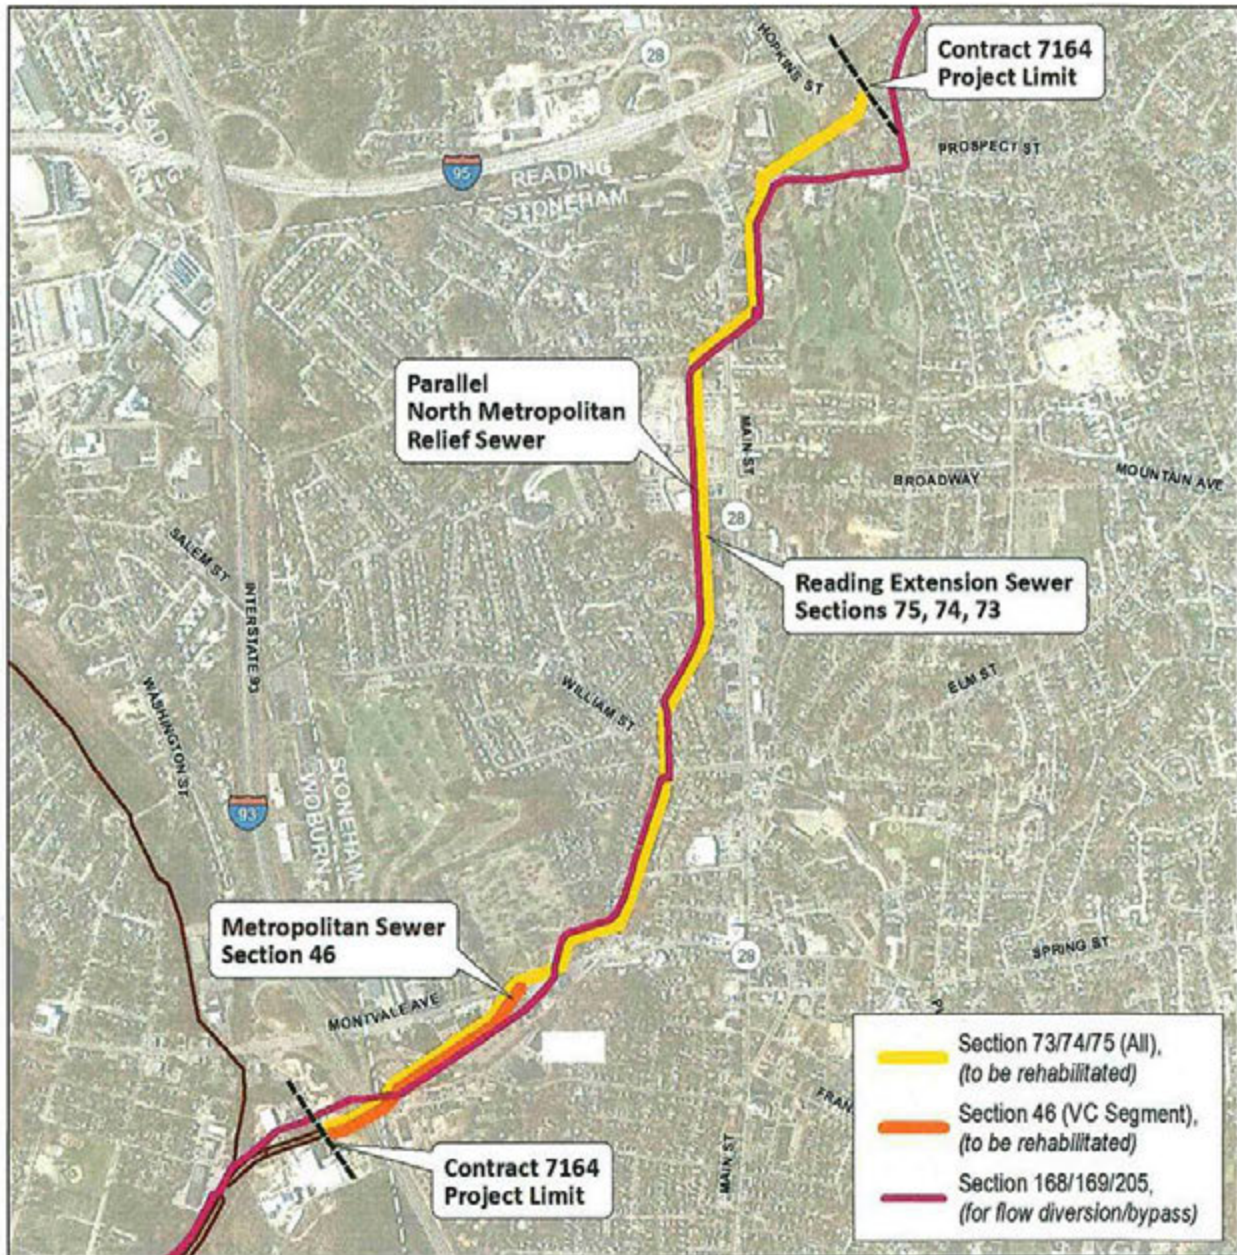 HOPKINS ST
Contract 7164
Project Limit
28
PROSPECT ST
95
READING
STONEHAM
READING
Parallel
North Metropolitan
Relief Sewer
MAIN ST
BROADWAY
MOUNTAIN AVE
28
SALEM ST
INTERSTATE 93
Reading Extension Sewer
Sections 75, 74, 73
WASHINGTON ST
WILLIAM ST
ELM ST
STONEHAM
WOBURN
93
Metropolitan Sewer
Section 46
28
SPRING ST
MONTVALE AVE
Section 73/74/75 (All),
(to be rehabilitated)
FRAN
Section 46 (VC Segment),
(to be rehabilitated)
MAIN ST
Contract 7164
Project Limit
Section 168/169/205,
(for flow diversion/bypass)